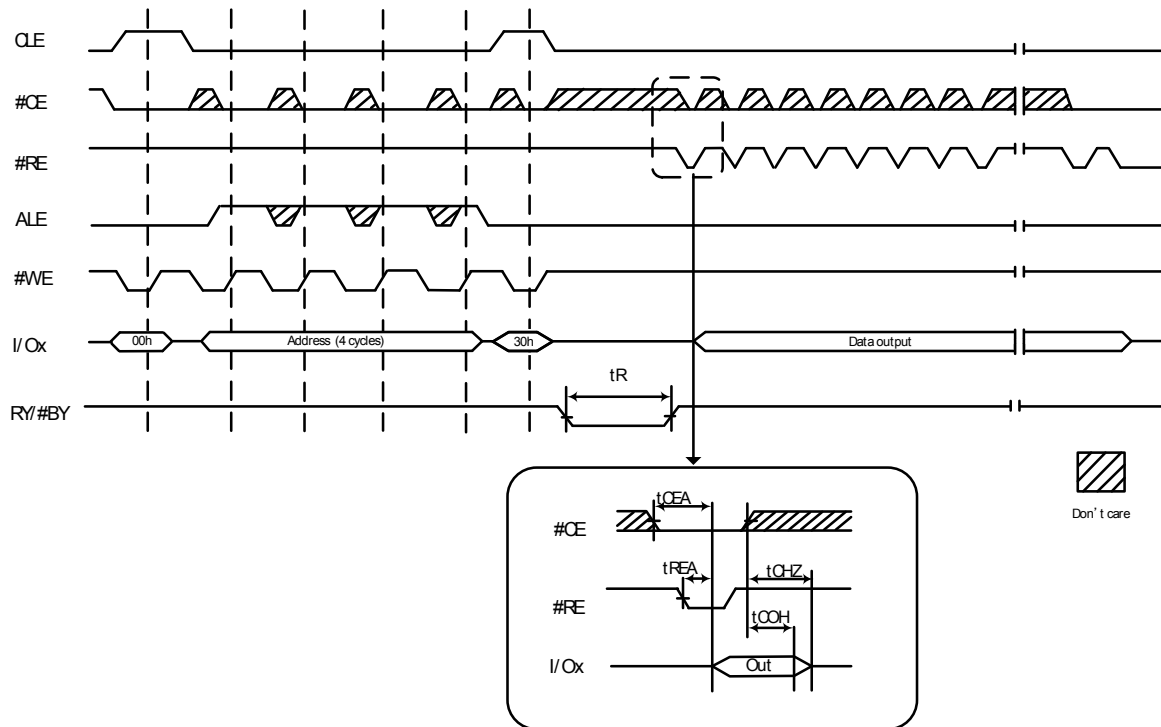 CLE
#CE
#RE
ALE
#WE
I/Ox
00h
Address (4 cycles)
30h
Data output
tR
RY/#BY
Don't care
tCEA
#CE
tREA
tCHZ
#RE
tCOH
I/Ox
Out